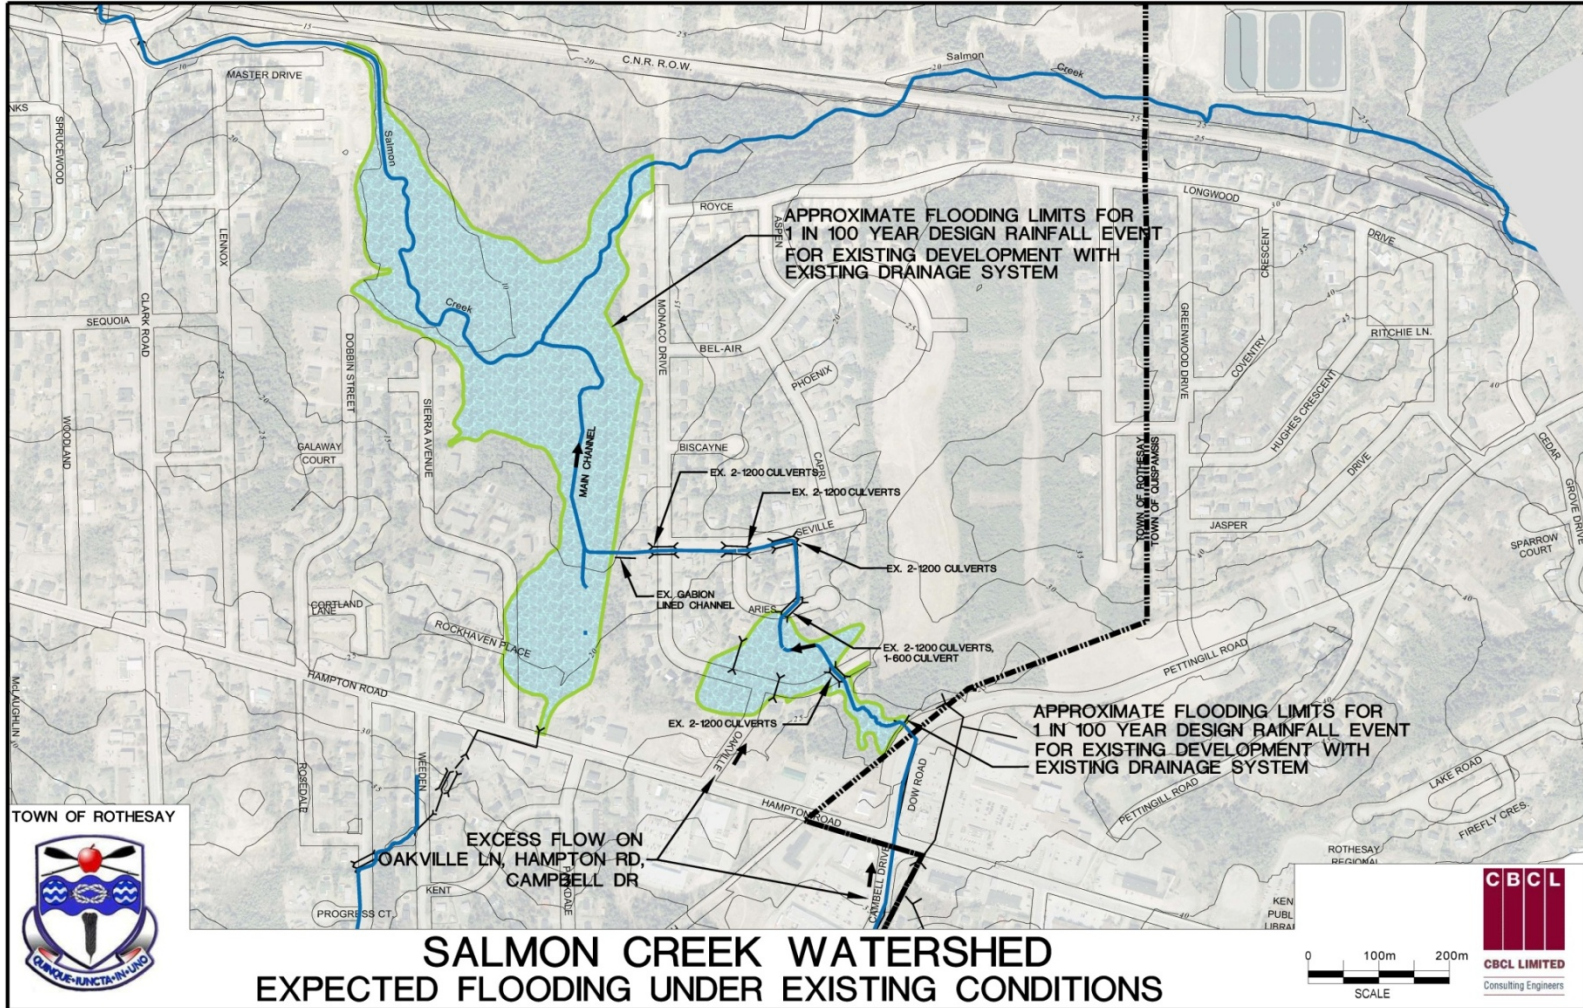 C.N.R. R.O.W.
Salmon
Creek
MASTER DRIVE
NKS
SPRUCEWOOD
Salmon
LENNOX
CLARK ROAD
SEQUOIA
WOODLAND
DOBBIN STREET
SIERRA AVENUE
GALAWAY
COURT
Creek
ROYCE
ASPEN
APPROXIMATE FLOODING LIMITS FOR
1 IN 100 YEAR DESIGN RAINFALL EVENT
FOR EXISTING DEVELOPMENT WITH
EXISTING DRAINAGE SYSTEM
LONGWOOD
DRIVE
CRESCENT
COVENTRY
GREENWOOD DRIVE
RITCHIE LN.
HUGHES CRESCENT
DRIVE
JASPER
CEDAR
GROVE DRIVE
SPARROW
COURT
MONACO DRIVE
BEL-AIR
PHOENIX
BISCAYNE
CAPRI
SEVILLE
MAIN CHANNEL
EX. 2-1200 CULVERTS
EX. 2-1200 CULVERTS
EX. 2-1200 CULVERTS
EX. GABION
LINED CHANNEL
ARIES
EX. 2-1200 CULVERTS,
1-600 CULVERT
EX. 2-1200 CULVERTS
TOWN OF ROTHESAY
TOWN OF QUISPAMSIS
CORTLAND
LANE
ROCKHAVEN PLACE
HAMPTON ROAD
McLAUGHLIN
ROSEDALE
WEEDEN
OAKVILLE
HAMPTON ROAD
DOW ROAD
PETTINGILL ROAD
APPROXIMATE FLOODING LIMITS FOR
1 IN 100 YEAR DESIGN RAINFALL EVENT
FOR EXISTING DEVELOPMENT WITH
EXISTING DRAINAGE SYSTEM
PETTINGILL ROAD
LAKE ROAD
FIREFLY CRES.
ROTHESAY
REGIONAL
KEN
PUBL
LIBRA
EXCESS FLOW ON
OAKVILLE LN, HAMPTON RD,
CAMPBELL DR
CAMBELL DRIVE
KENT
PROGRESS CT.
TOWN OF ROTHESAY
QUINQUE·IUNCTA·IN·UNO
SALMON CREEK WATERSHED
EXPECTED FLOODING UNDER EXISTING CONDITIONS
0 100m 200m
SCALE
CBCL
CBCL LIMITED
Consulting Engineers